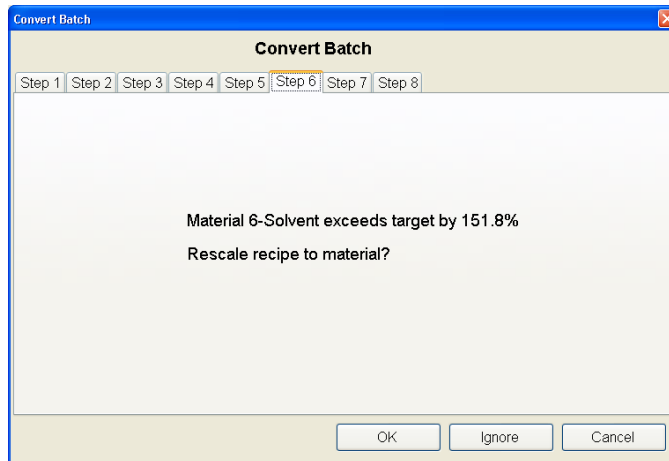 Convert Batch
Convert Batch
Step 1 Step 2 Step 3 Step 4 Step 5 Step 6 Step 7 Step 8
Material 6-Solvent exceeds target by 151.8%
Rescale recipe to material?
OK Ignore Cancel